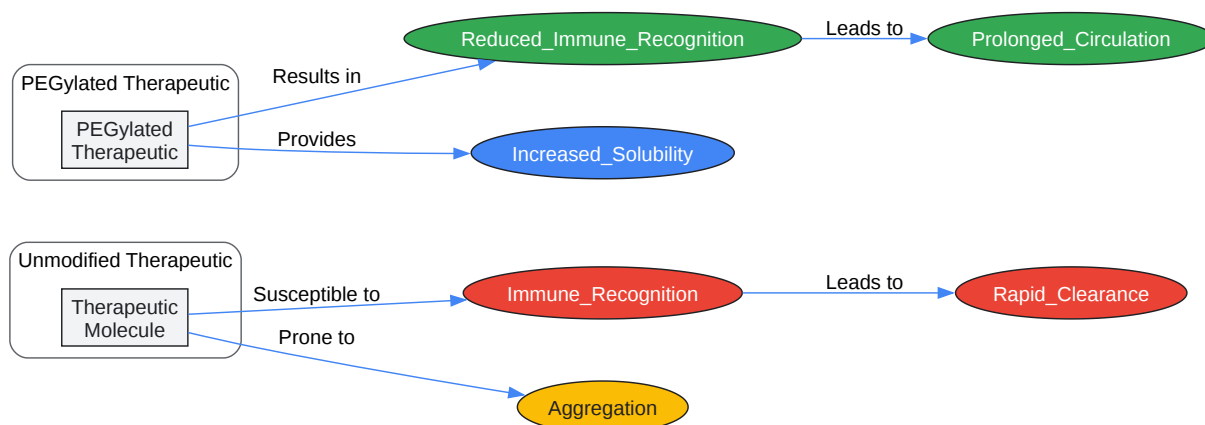 Reduced_Immune_Recognition
Leads to
Prolonged_Circulation
PEGylated Therapeutic
Results in
PEGylated
Therapeutic
Provides
Increased_Solubility
Unmodified Therapeutic
Therapeutic
Molecule
Susceptible to
Immune_Recognition
Leads to
Rapid_Clearance
Prone to
Aggregation